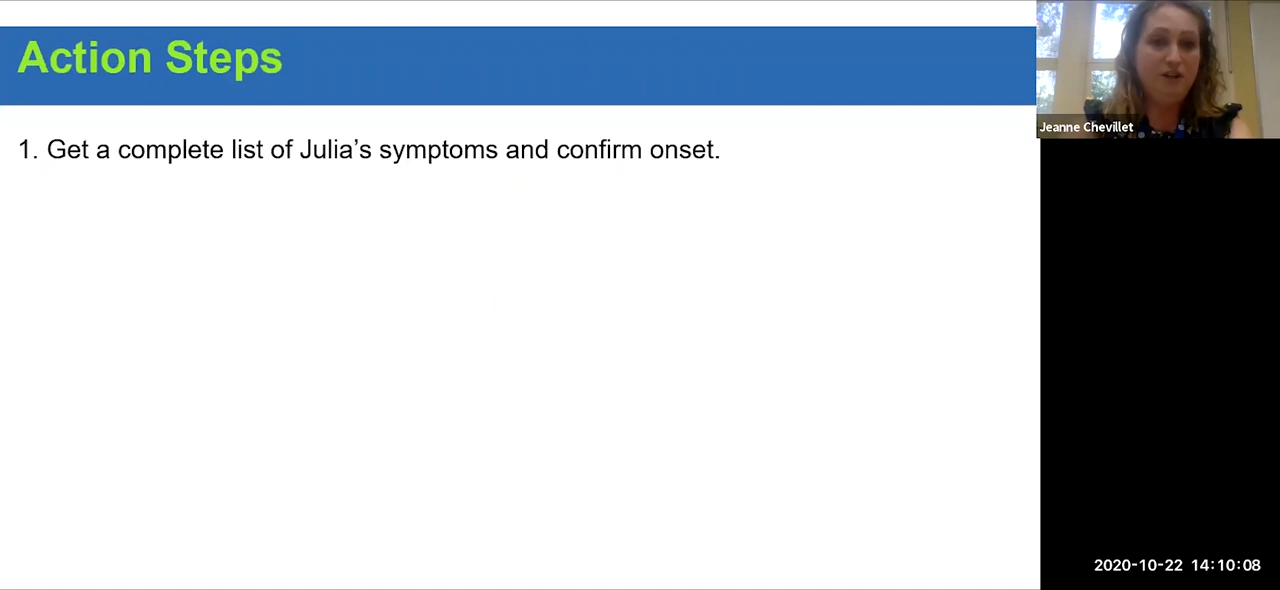 Action Steps
1. Get a complete list of Julia’s symptoms and confirm onset.
Jeanne Chevillet
2020-10-22 14:10:08